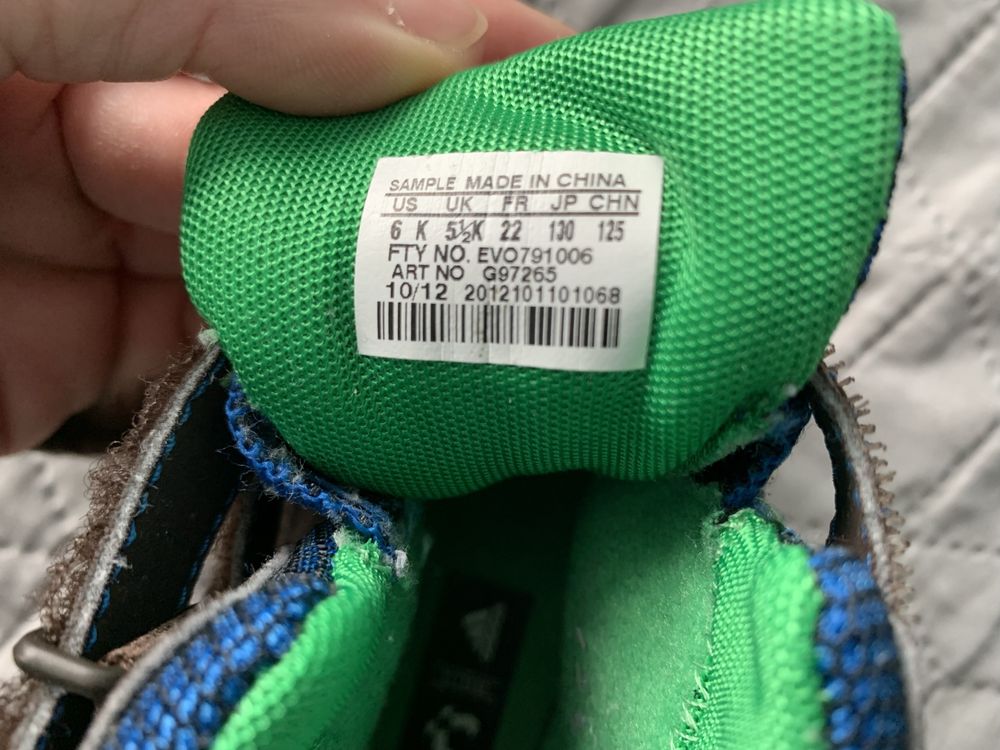 SAMPLE MADE IN CHINA
US UK FR JP CHN
6 K 5½K 22 130 125
FTY NO. EVO791006
ART NO G97265
10/12 2012101101068